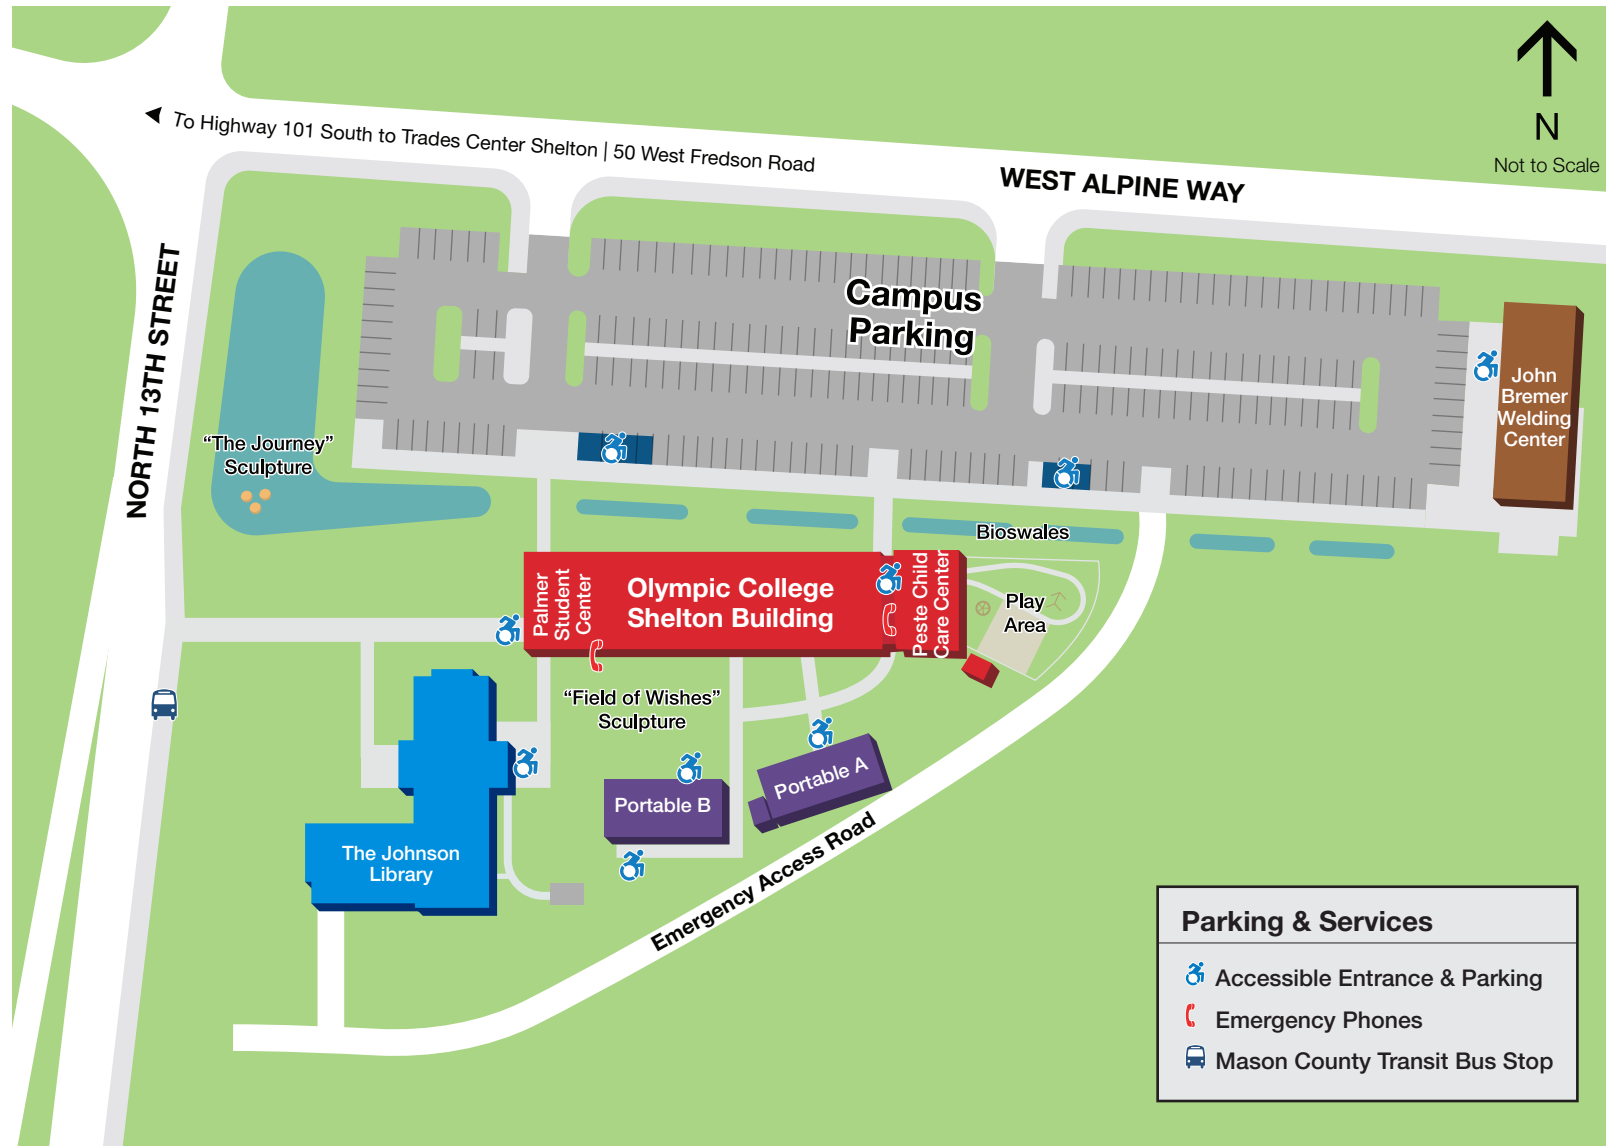 N
Not to Scale
To Highway 101 South to Trades Center Shelton | 50 West Fredson Road
WEST ALPINE WAY
NORTH 13TH STREET
Campus
Parking
John
Bremer
Welding
Center
“The Journey”
Sculpture
Bioswales
Palmer
Student
Center
Olympic College
Shelton Building
Peste Child
Care Center
Play
Area
“Field of Wishes”
Sculpture
Portable A
Portable B
The Johnson
Library
Emergency Access Road
Parking & Services
Accessible Entrance & Parking
Emergency Phones
Mason County Transit Bus Stop